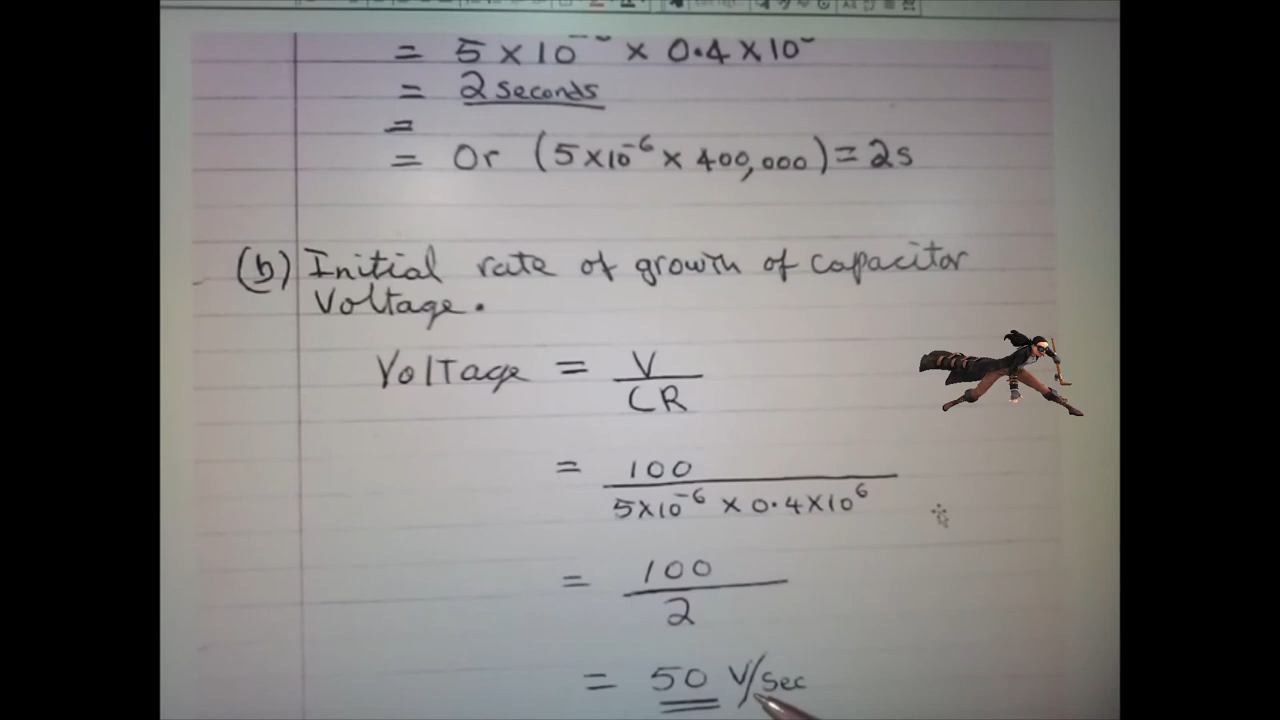 = 5 × 10 × 0.4 × 10
= 2 seconds
=
= Or (5×10⁻⁶ × 400,000) = 2s
(b) Initial rate of growth of capacitor
Voltage.
Voltage = V
CR
= 100
5×10⁻⁶ × 0.4×10⁶
= 100
2
= 50 V/sec